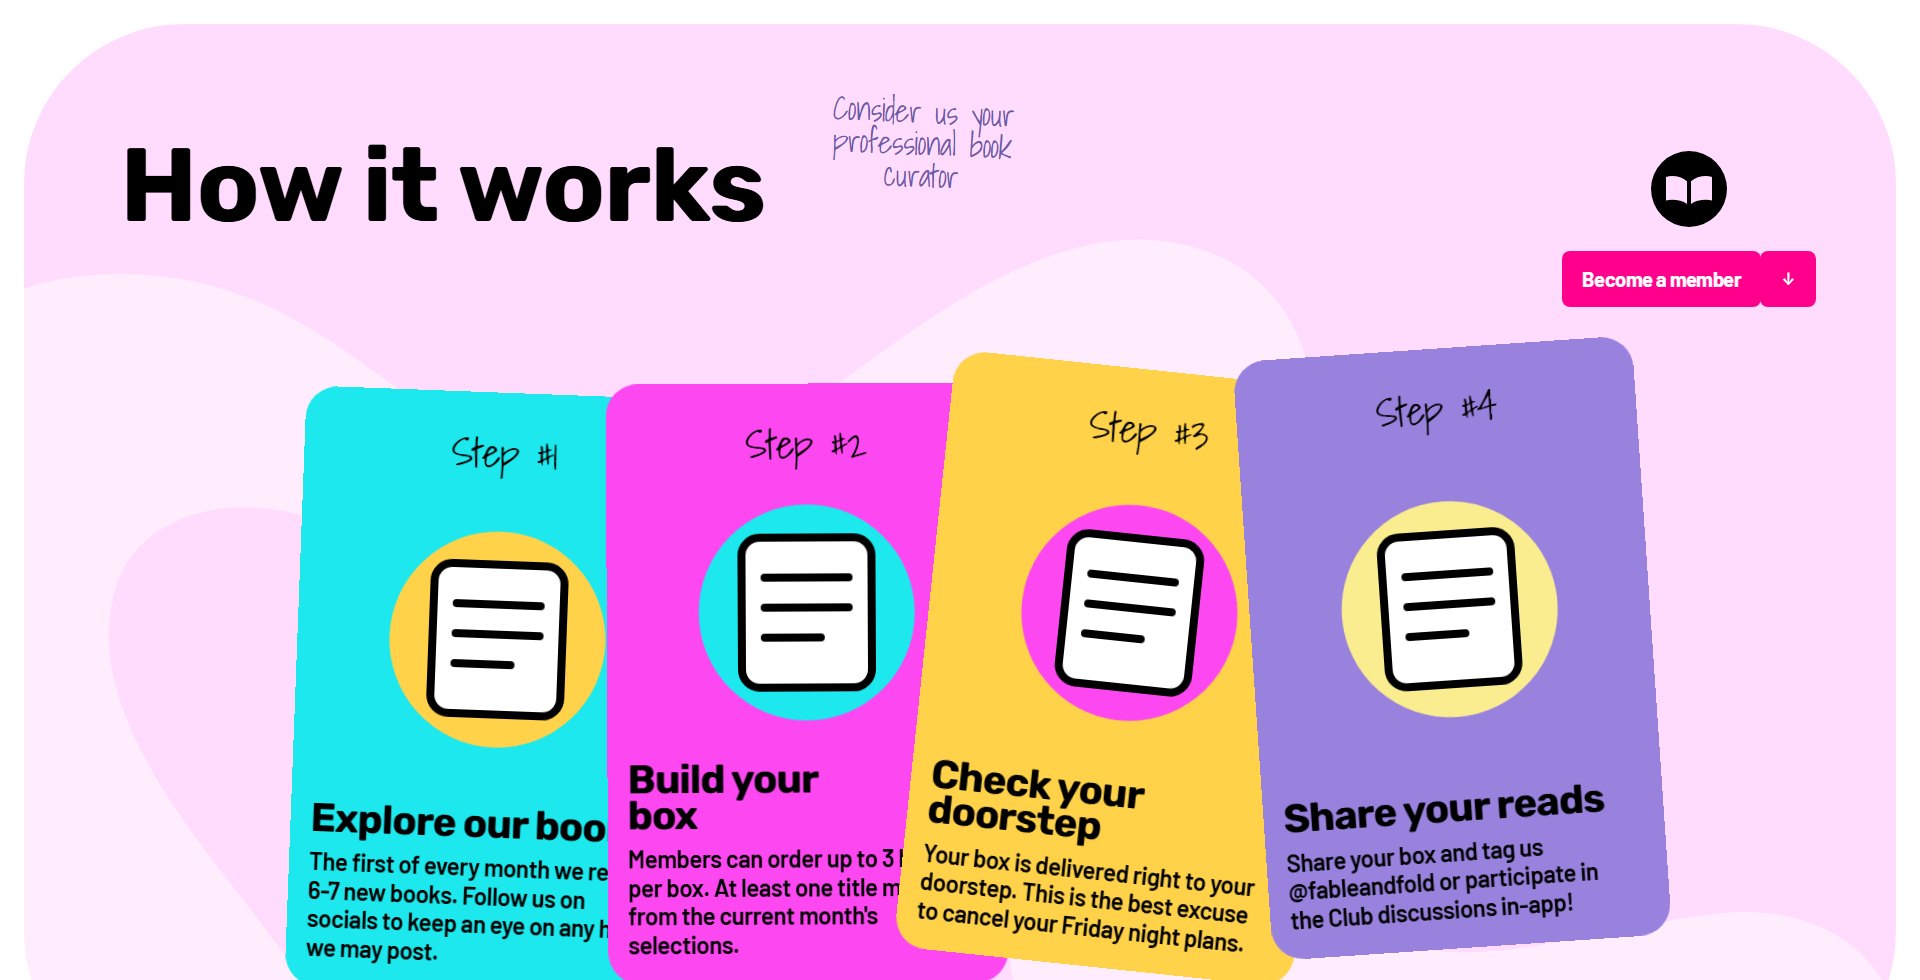 Consider us your
professional book
curator
How it works
Become a member
Step #1
Explore our boo
The first of every month we re
6-7 new books. Follow us on
socials to keep an eye on any h
we may post.
Step #2
Build your
box
Members can order up to 3
per box. At least one title m
from the current month's
selections.
Step #3
Check your
doorstep
Your box is delivered right to your
doorstep. This is the best excuse
to cancel your Friday night plans.
Step #4
Share your reads
Share your box and tag us
@fableandfold or participate in
the Club discussions in-app!